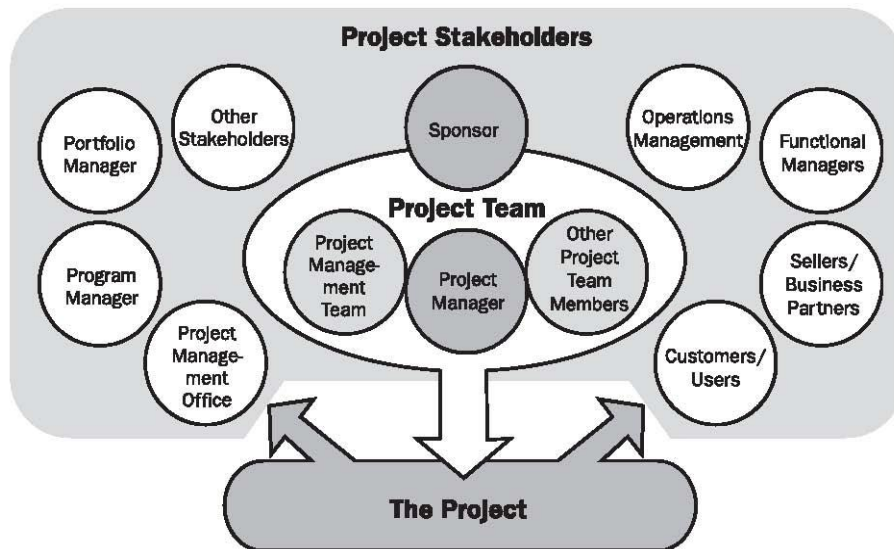 Project Stakeholders
Portfolio
Manager
Other
Stakeholders
Sponsor
Operations
Management
Functional
Managers
Project Team
Program
Manager
Project
Manage-
ment
Team
Project
Manager
Other
Project
Team
Members
Sellers/
Business
Partners
Project
Manage-
ment
Office
Customers/
Users
The Project